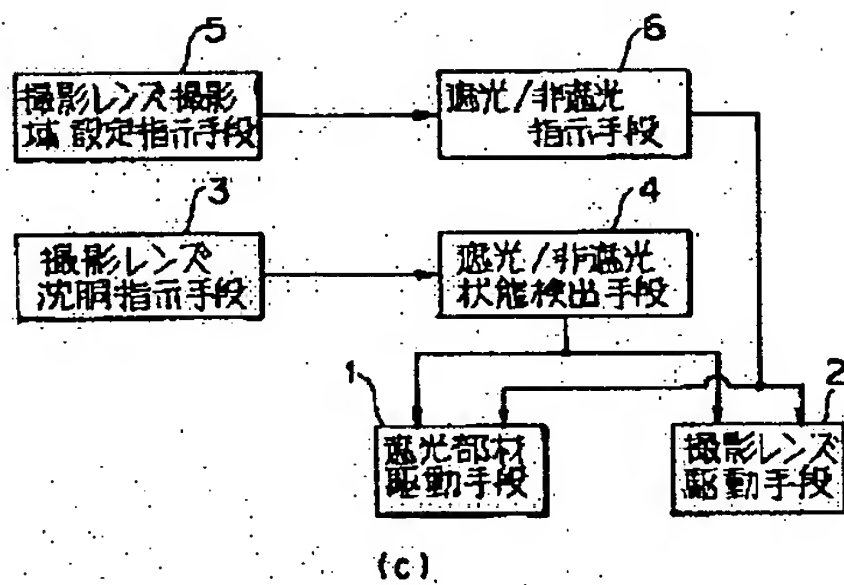 5
撮影レンズ撮影
域設定指示手段
6
遮光/非遮光
指示手段
3
撮影レンズ
沈胴指示手段
4
遮光/非遮光
状態検出手段
1
遮光部材
駆動手段
2
撮影レンズ
駆動手段
(c)